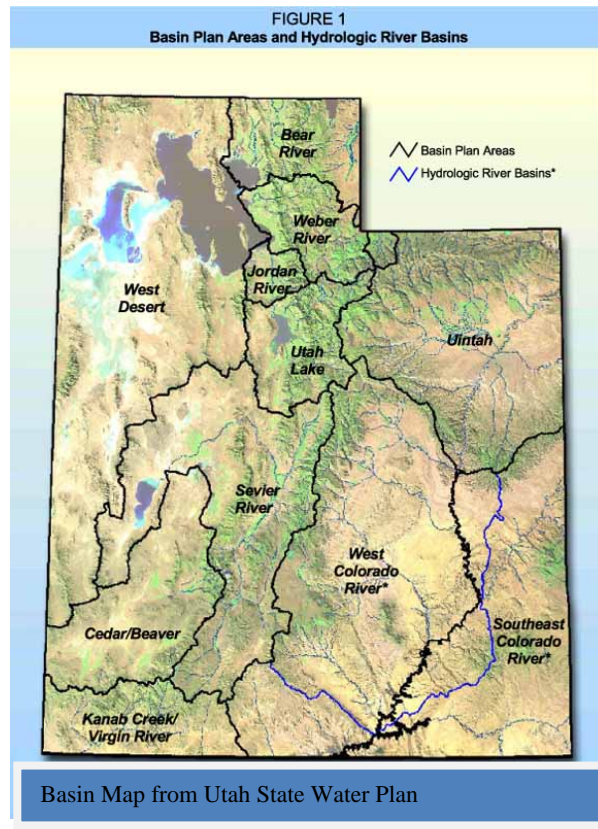 FIGURE 1
Basin Plan Areas and Hydrologic River Basins
Bear
River
Basin Plan Areas
Hydrologic River Basins*
Weber
River
Jordan
River
West
Desert
Uintah
Utah
Lake
Sevier
River
West
Colorado
River*
Southeast
Colorado
River*
Cedar/Beaver
Kanab Creek/
Virgin River
Basin Map from Utah State Water Plan